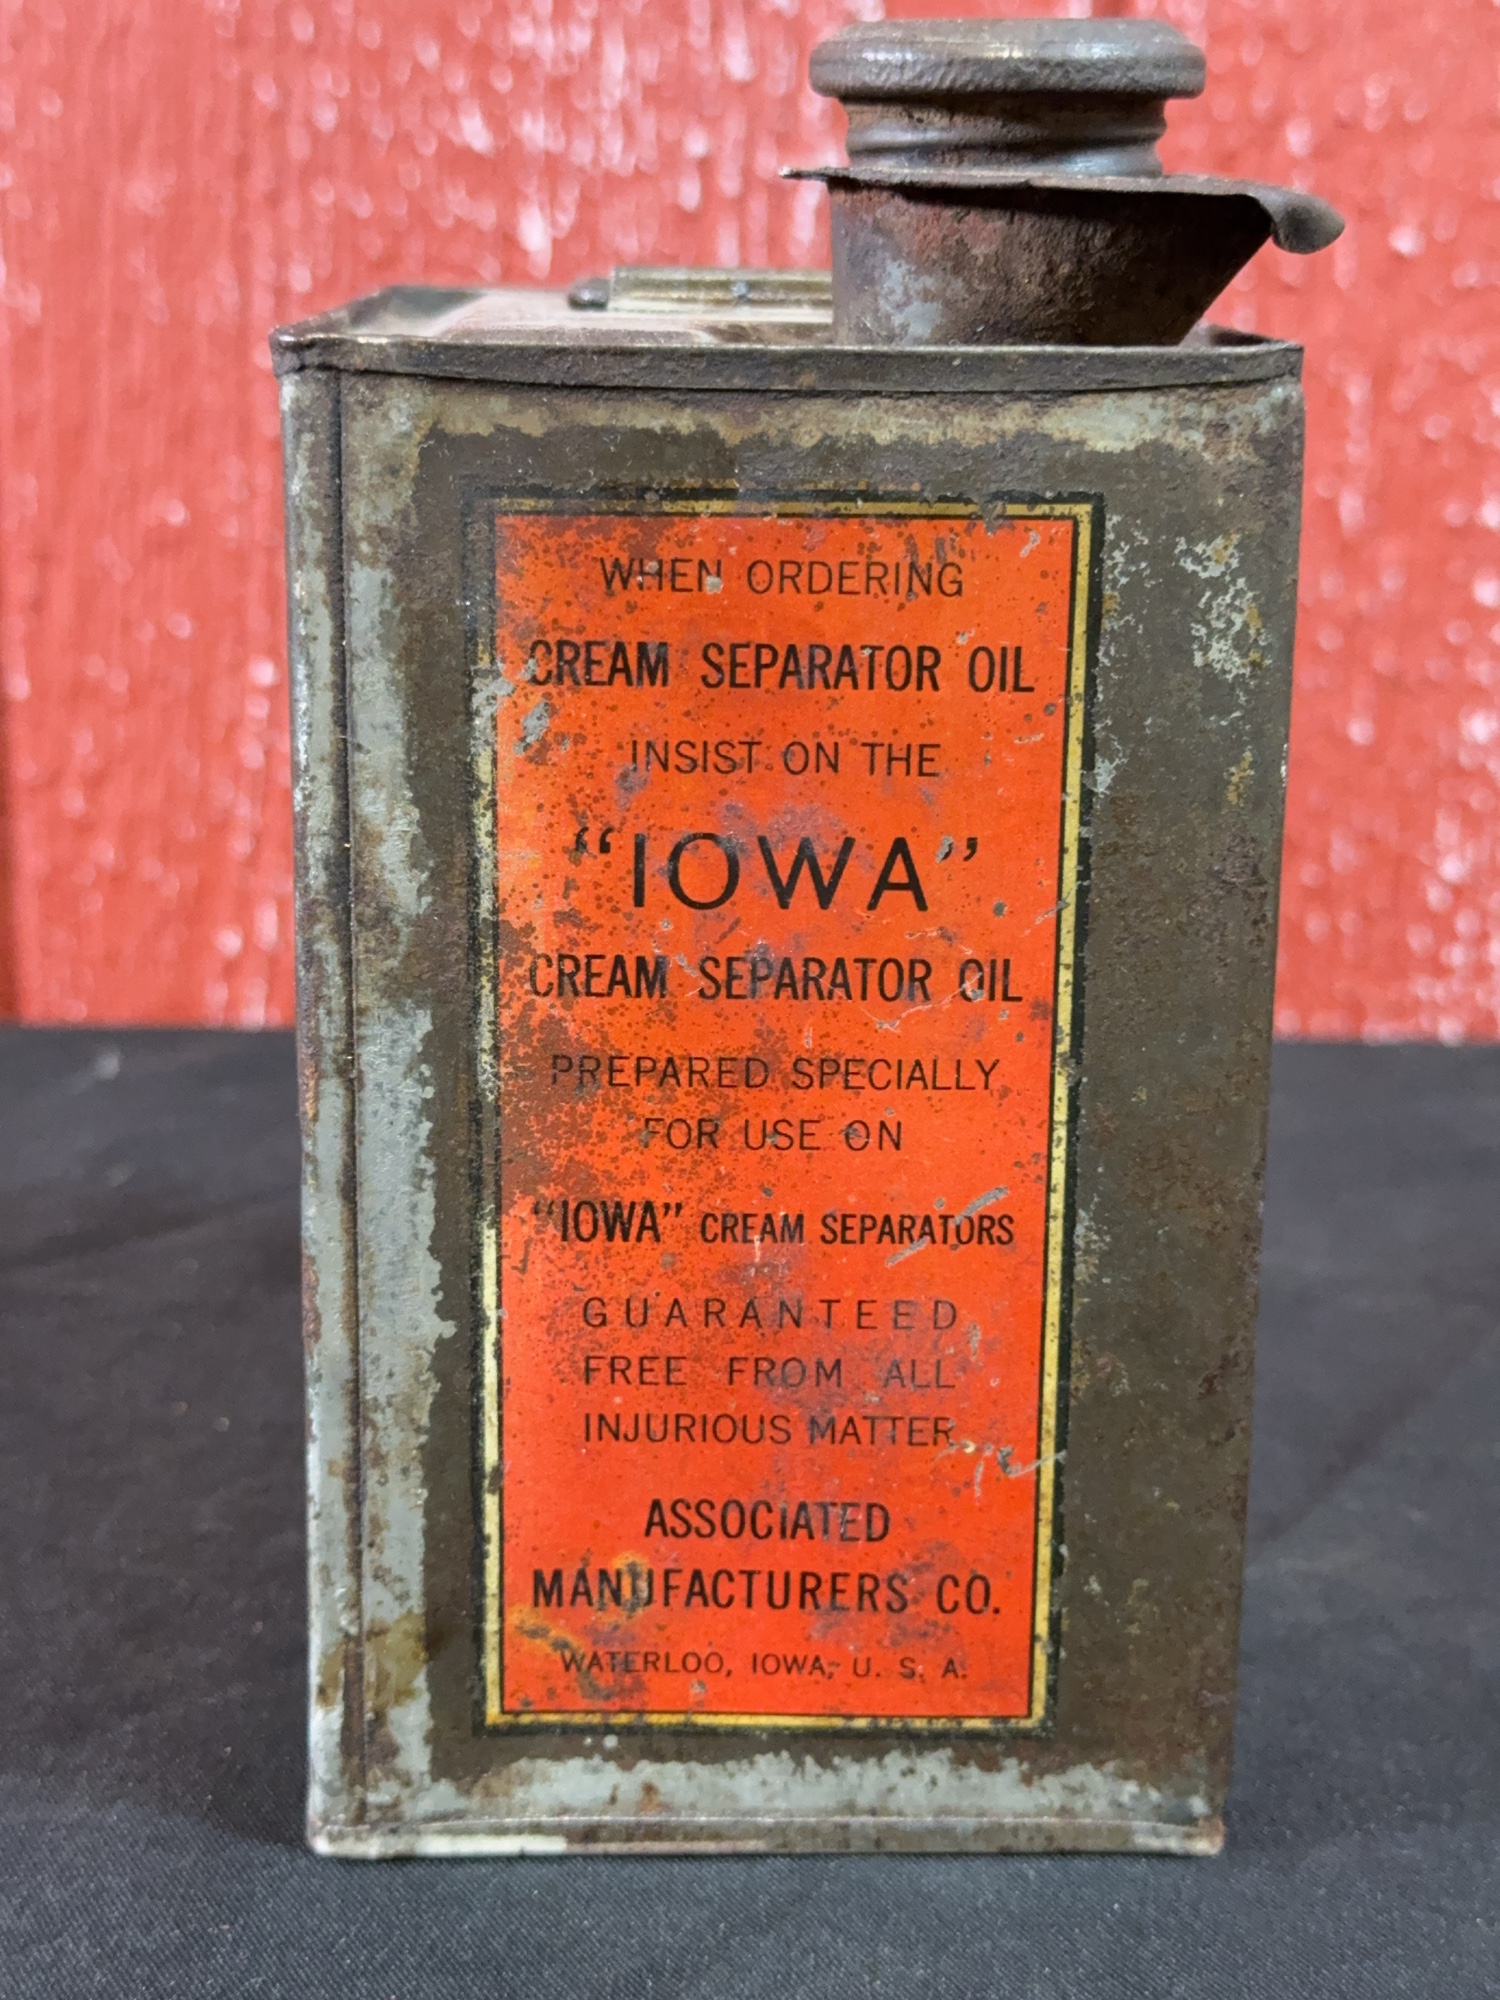 WHEN ORDERING
CREAM SEPARATOR OIL
INSIST ON THE
"IOWA"
CREAM SEPARATOR OIL
PREPARED SPECIALLY
FOR USE ON
"IOWA" CREAM SEPARATORS
GUARANTEED
FREE FROM ALL
INJURIOUS MATTER
ASSOCIATED
MANUFACTURERS CO.
WATERLOO, IOWA, U. S. A.